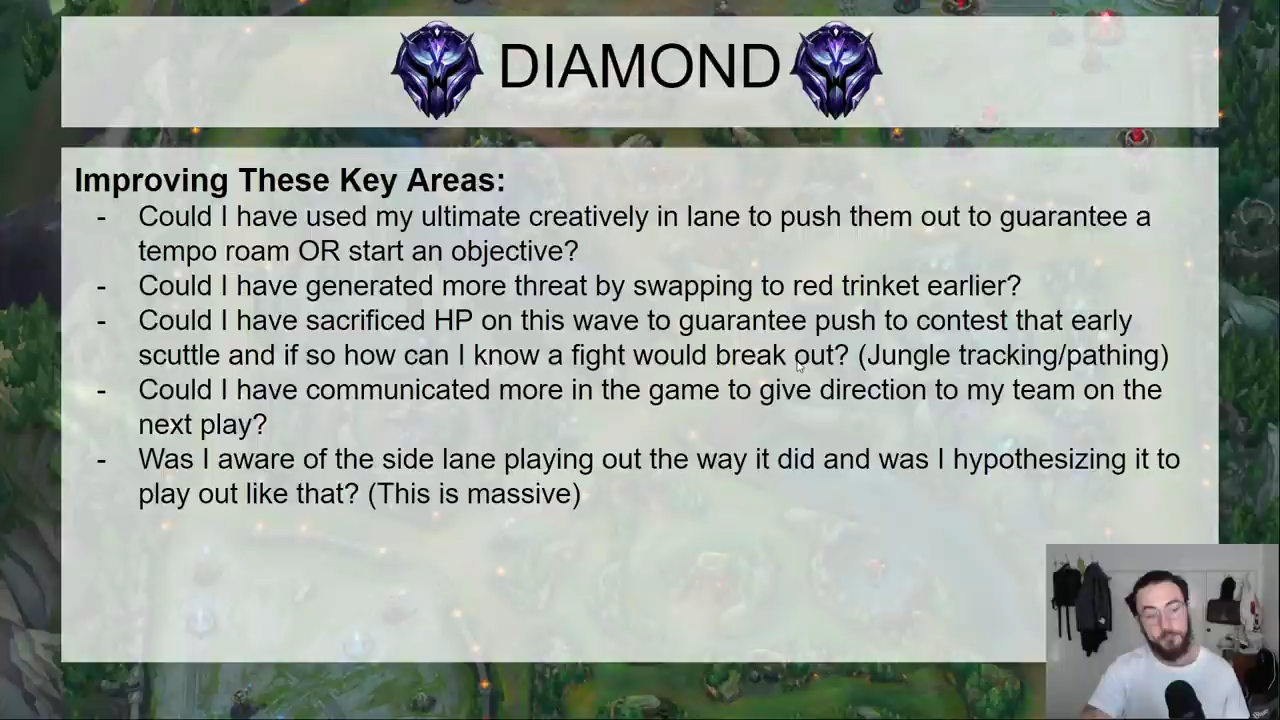 DIAMOND
Improving These Key Areas:
- Could I have used my ultimate creatively in lane to push them out to guarantee a
tempo roam OR start an objective?
- Could I have generated more threat by swapping to red trinket earlier?
- Could I have sacrificed HP on this wave to guarantee push to contest that early
scuttle and if so how can I know a fight would break out? (Jungle tracking/pathing)
- Could I have communicated more in the game to give direction to my team on the
next play?
- Was I aware of the side lane playing out the way it did and was I hypothesizing it to
play out like that? (This is massive)